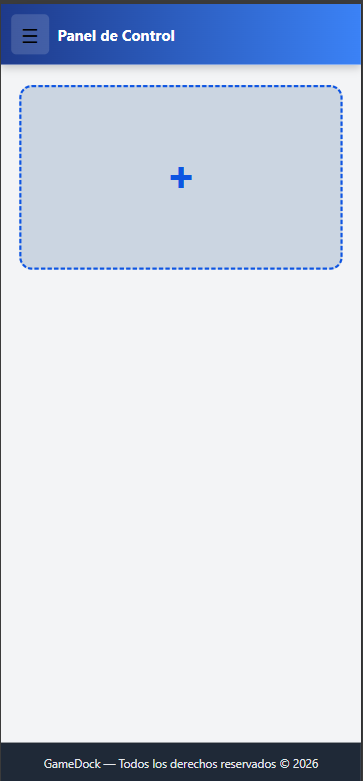 ☰ Panel de Control
+
GameDock — Todos los derechos reservados © 2026